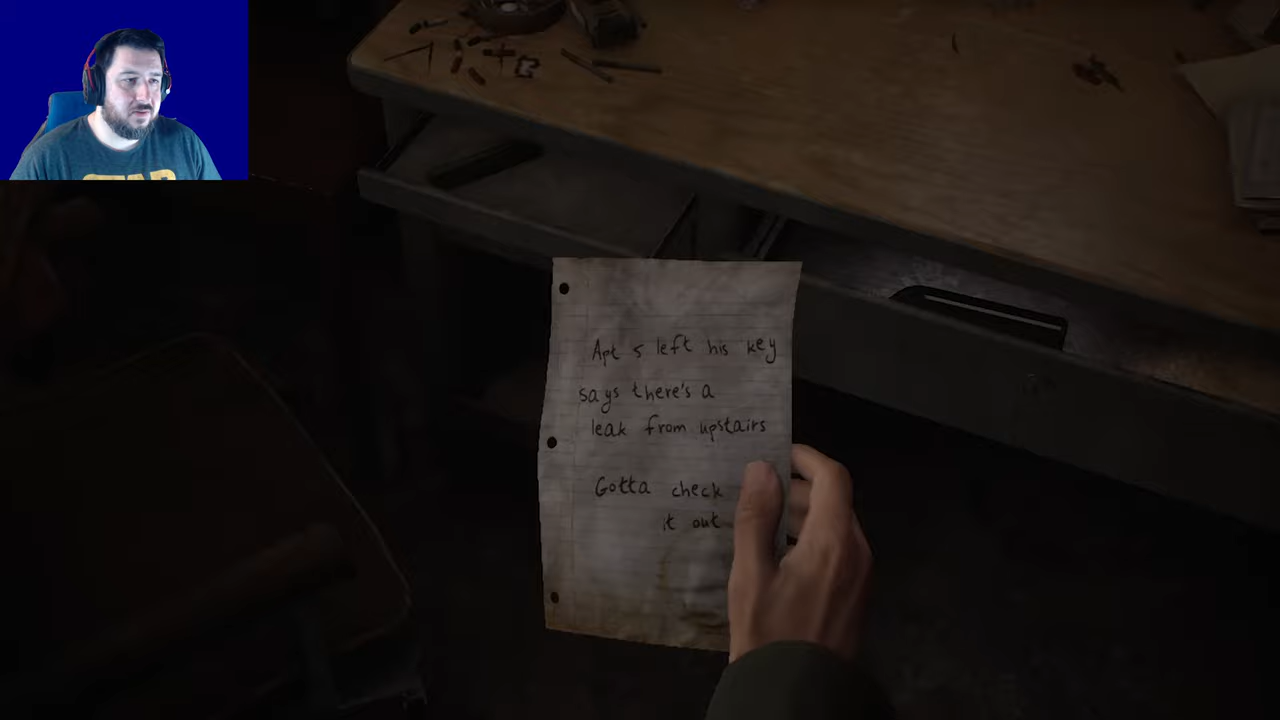 Apt 5 left his key
says there's a
leak from upstairs
Gotta check
it out